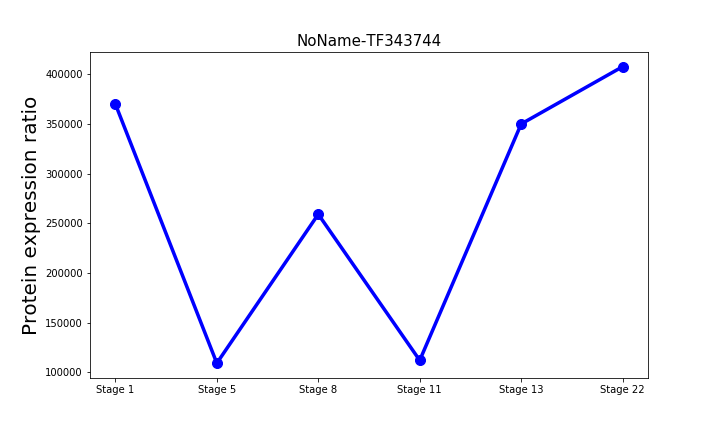 NoName-TF343744
Protein expression ratio
400000
350000
300000
250000
200000
150000
100000
Stage 1 Stage 5 Stage 8 Stage 11 Stage 13 Stage 22